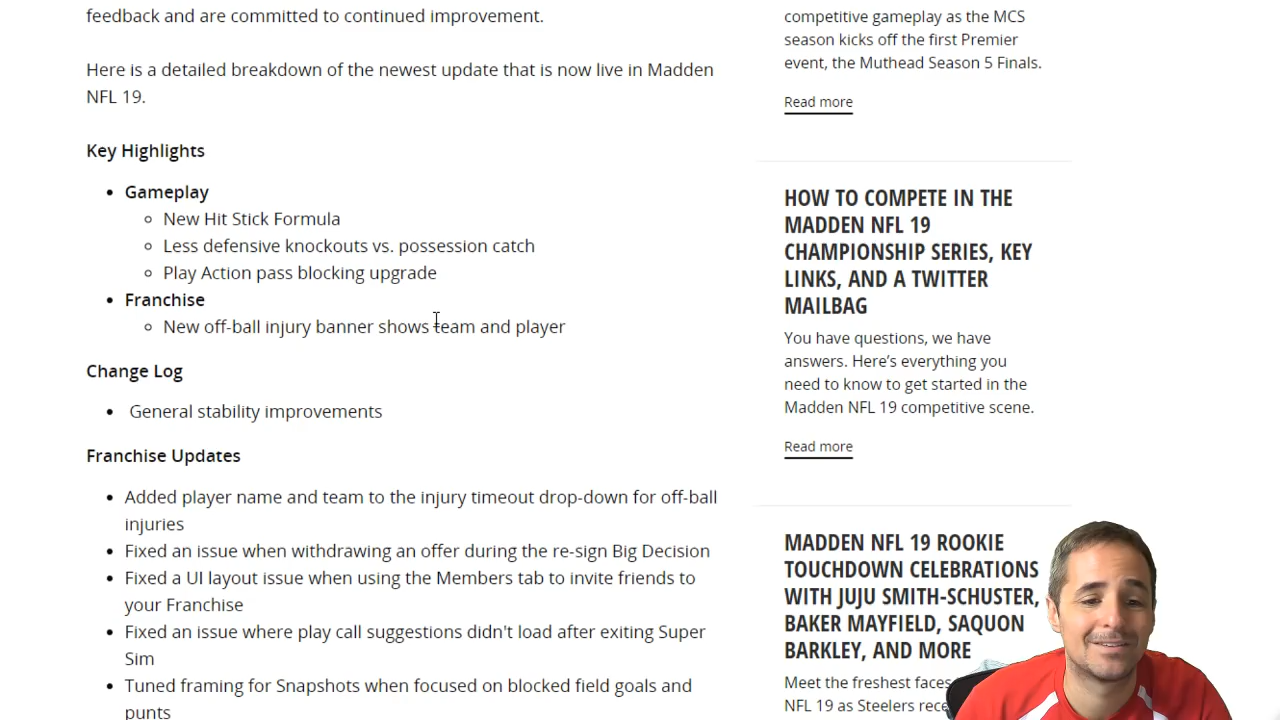 feedback and are committed to continued improvement.
Here is a detailed breakdown of the newest update that is now live in Madden
NFL 19.
Key Highlights
Gameplay
New Hit Stick Formula
Less defensive knockouts vs. possession catch
Play Action pass blocking upgrade
Franchise
New off-ball injury banner shows team and player
Change Log
General stability improvements
Franchise Updates
Added player name and team to the injury timeout drop-down for off-ball
injuries
Fixed an issue when withdrawing an offer during the re-sign Big Decision
Fixed a UI layout issue when using the Members tab to invite friends to
your Franchise
Fixed an issue where play call suggestions didn't load after exiting Super
Sim
Tuned framing for Snapshots when focused on blocked field goals and
punts
competitive gameplay as the MCS
season kicks off the first Premier
event, the Muthead Season 5 Finals.
Read more
HOW TO COMPETE IN THE
MADDEN NFL 19
CHAMPIONSHIP SERIES, KEY
LINKS, AND A TWITTER
MAILBAG
You have questions, we have
answers. Here’s everything you
need to know to get started in the
Madden NFL 19 competitive scene.
Read more
MADDEN NFL 19 ROOKIE
TOUCHDOWN CELEBRATIONS
WITH JUJU SMITH-SCHUSTER,
BAKER MAYFIELD, SAQUON
BARKLEY, AND MORE
Meet the freshest faces
NFL 19 as Steelers